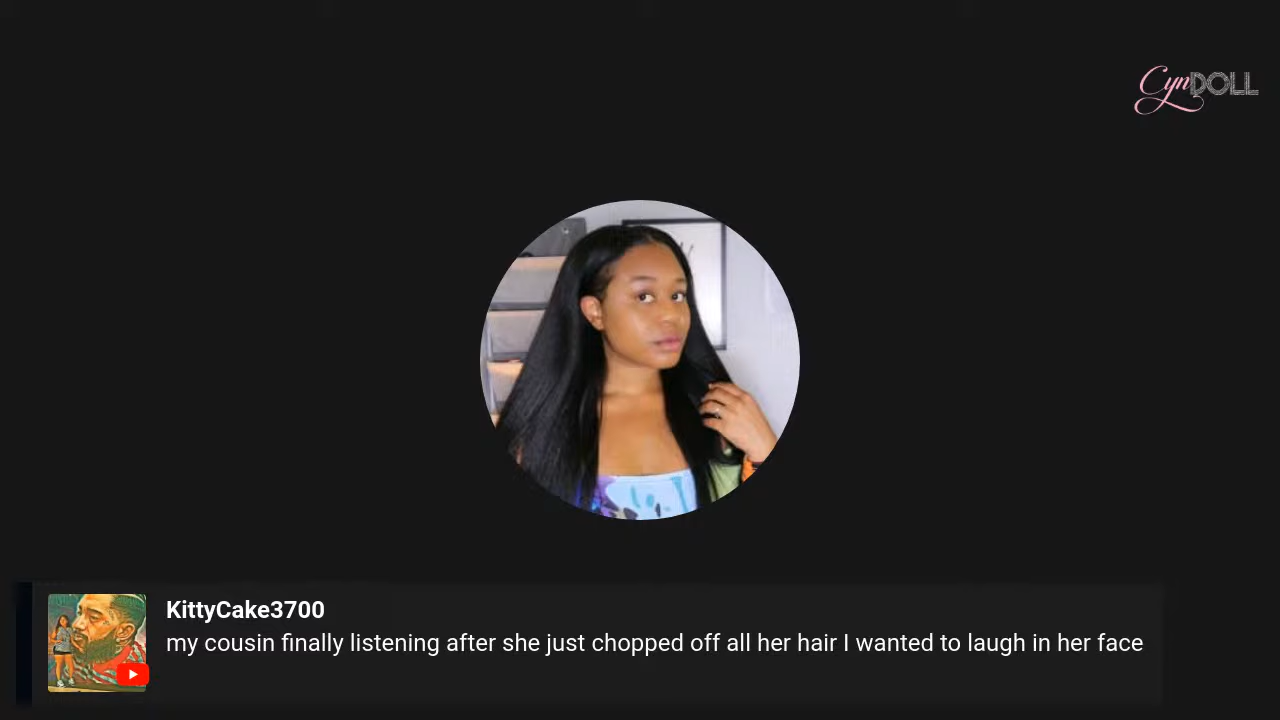 CynDOLL
KittyCake3700
my cousin finally listening after she just chopped off all her hair I wanted to laugh in her face